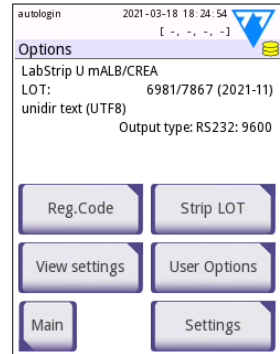 autologin 2021-03-18 18:24:54
[ -, -, -, -]
Options
LabStrip U mALB/CREA
LOT: 6981/7867 (2021-11)
unidir text (UTF8)
Output type: RS232: 9600
Reg.Code Strip LOT
View settings User Options
Main Settings